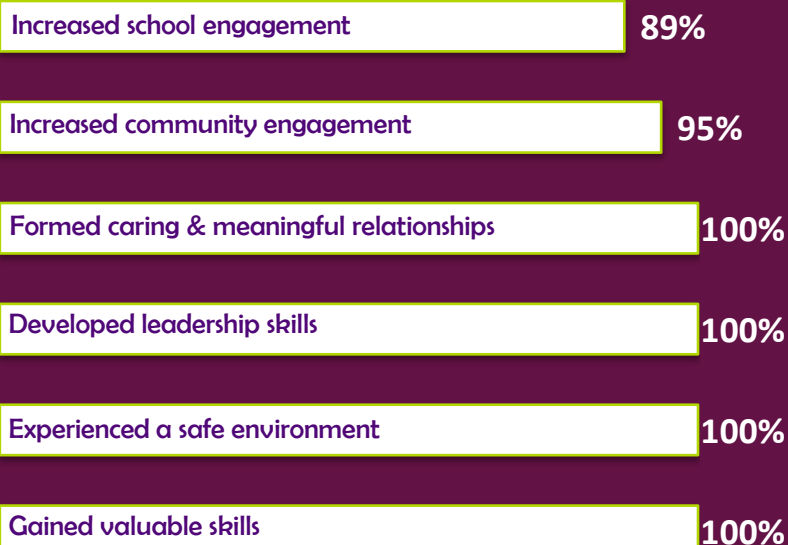 Increased school engagement 89%
Increased community engagement 95%
Formed caring & meaningful relationships 100%
Developed leadership skills 100%
Experienced a safe environment 100%
Gained valuable skills 100%